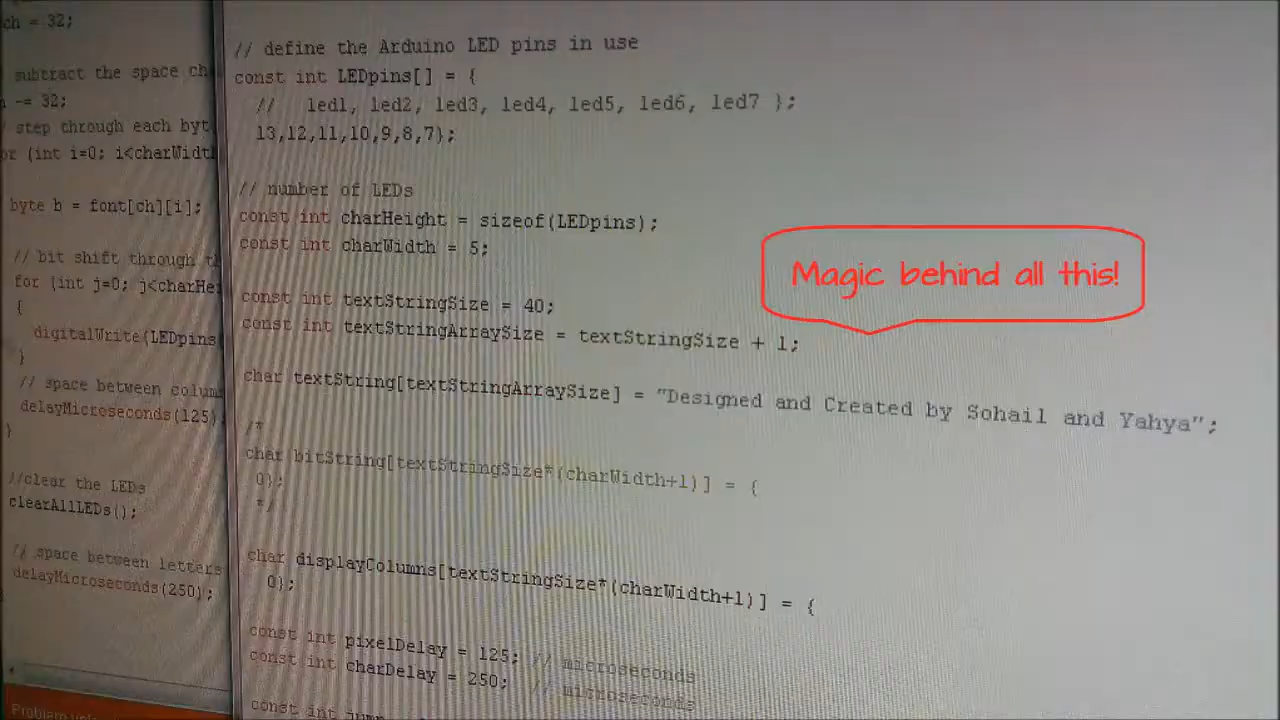 ch = 32;
subtract the space ch
-= 32;
step through each byt
or (int i=0; i<charWidth
byte b = font[ch][i];
// bit shift through t
for (int j=0; j<charHei
{
digitalWrite(LEDpins
}
// space between colum
delayMicroseconds(125);
}
//clear the LEDs
clearAllLEDs();
// space between letters
delayMicroseconds(250);
// define the Arduino LED pins in use
const int LEDpins[] = {
// led1, led2, led3, led4, led5, led6, led7 };
13,12,11,10,9,8,7};
// number of LEDs
const int charHeight = sizeof(LEDpins);
const int charWidth = 5;
const int textStringSize = 40;
const int textStringArraySize = textStringSize + 1;
char textString[textStringArraySize] = "Designed and Created by Sohail and Yahya";
/*
char bitString[textStringSize*(charWidth+1)] = {
0};
*/
char displayColumns[textStringSize*(charWidth+1)] = {
0};
const int pixelDelay = 125; // microseconds
const int charDelay = 250; // microseconds
const int
Magic behind all this!
Problem